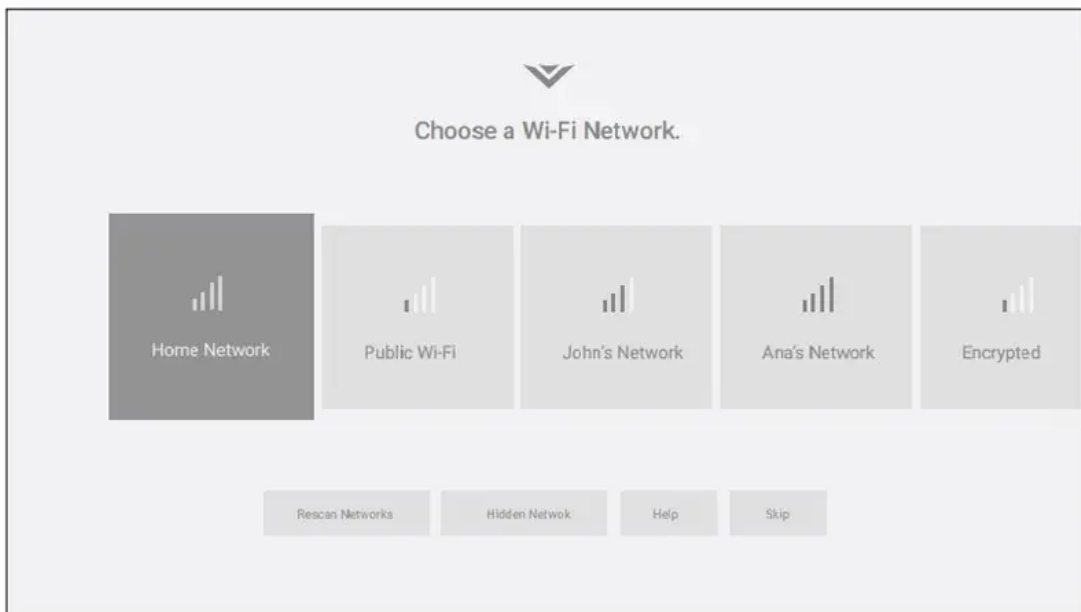 Choose a Wi-Fi Network.
Home Network
Public Wi-Fi
John's Network
Ana's Network
Encrypted
Rescan Networks
Hidden Netwok
Help
Skip